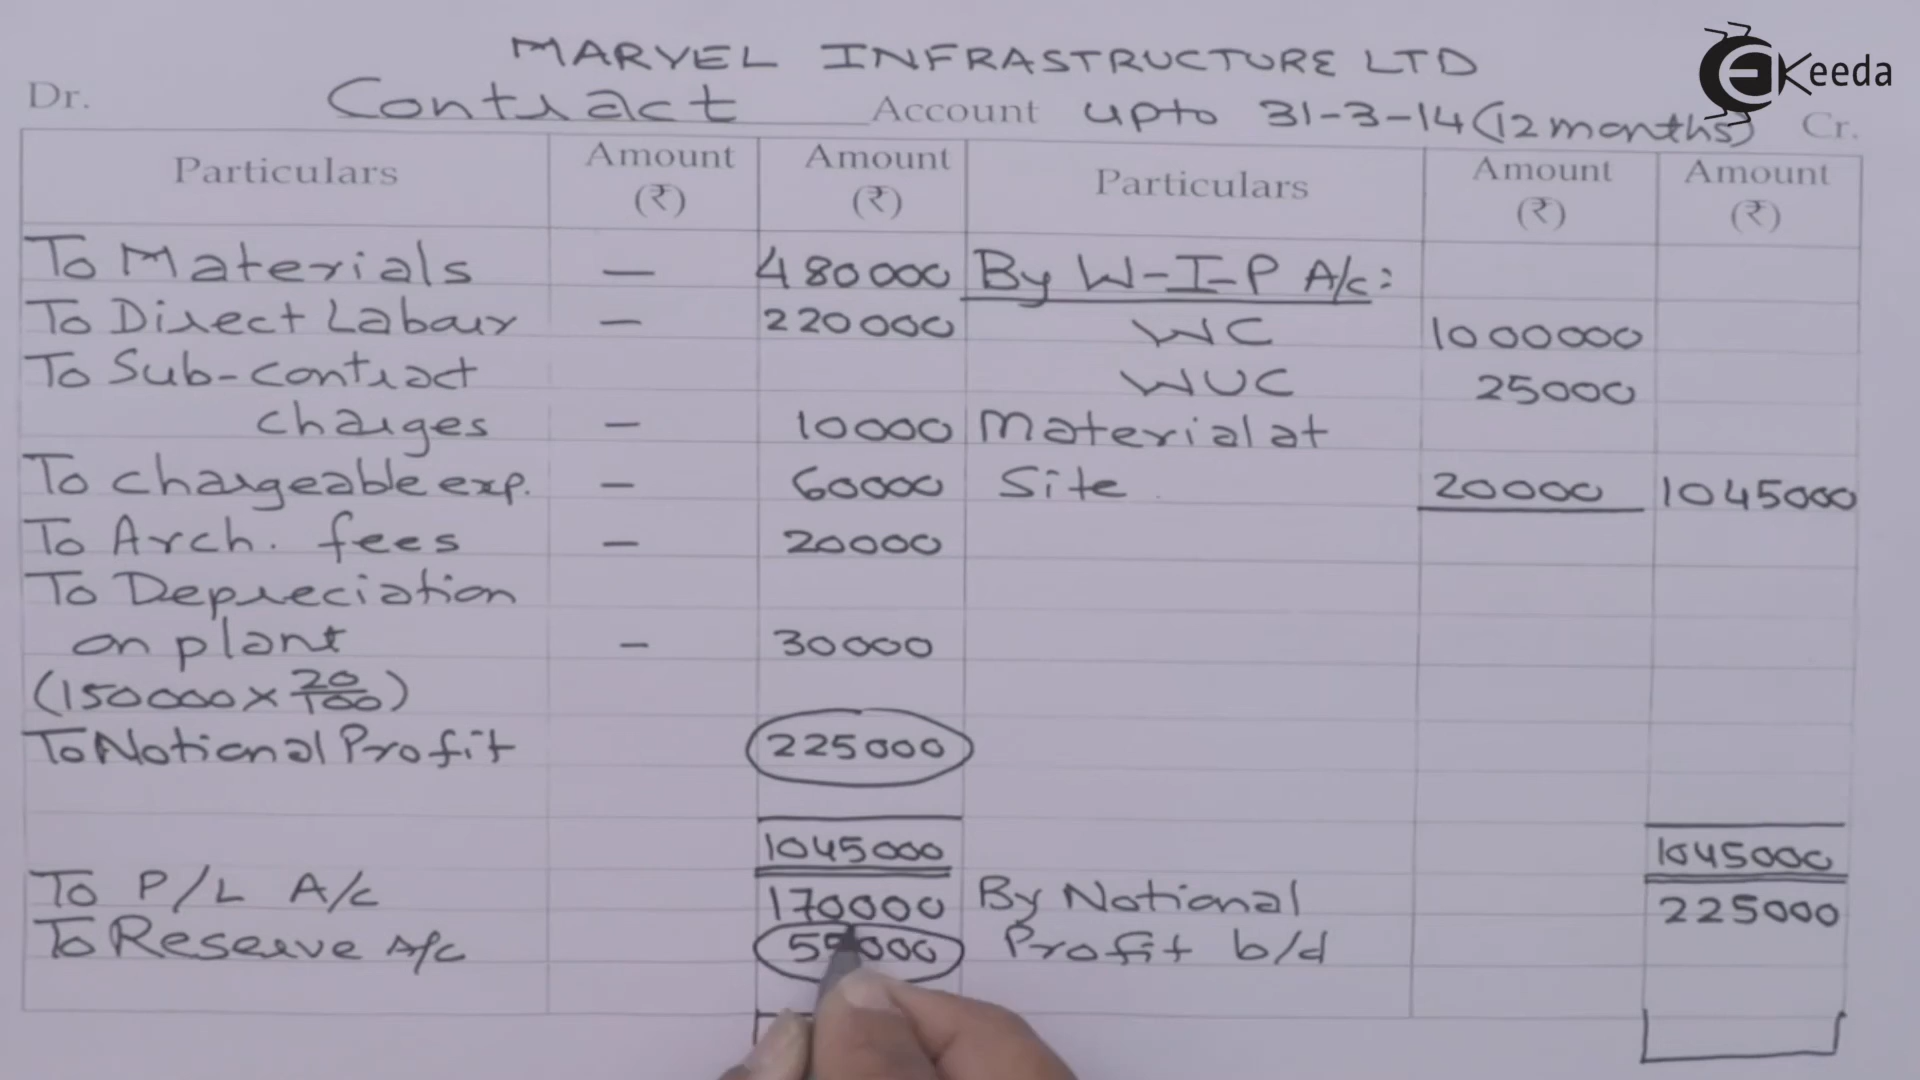 MARVEL INFRASTRUCTURE LTD
EKeeda
Dr. Contract Account upto 31-3-14 (12 months) Cr.
Particulars Amount (₹) Amount (₹) Particulars Amount (₹) Amount (₹)
To Materials — 480000 By W-I-P A/c:
To Direct Labour — 220000 WC 1000000
To Sub-contract WUC 25000
charges — 10000 Material at
To chargeable exp. — 60000 Site 20000 1045000
To Arch. fees — 20000
To Depreciation
on plant — 30000
(150000 × 20/100)
To Notional Profit 225000
1045000 1045000
To P/L A/c 170000 By Notional 225000
To Reserve A/c 55000 Profit b/d